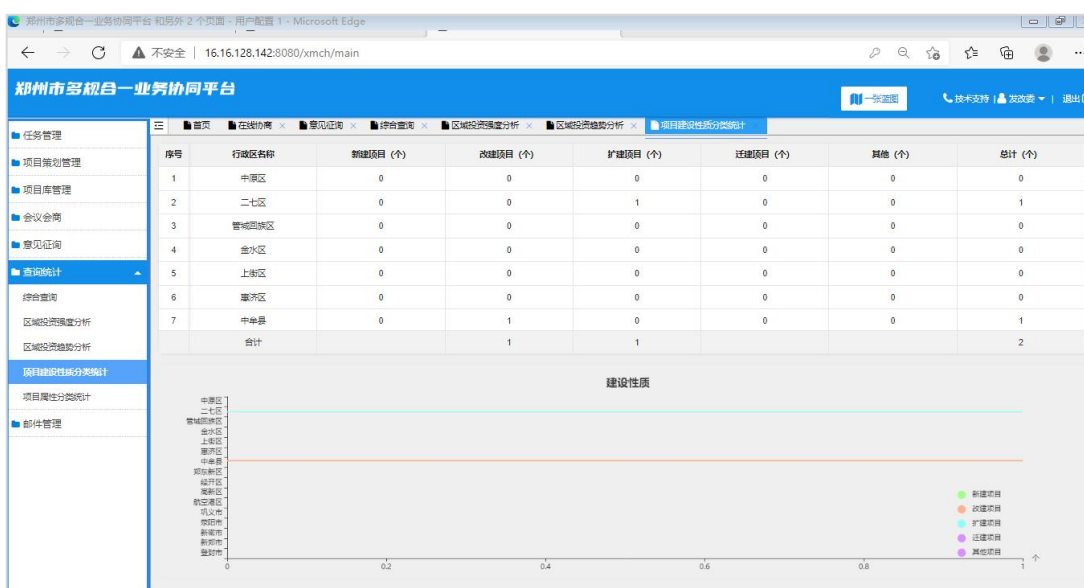 郑州市多规合一业务协同平台 和另外 2 个页面 - 用户配置 1 - Microsoft Edge
不安全 | 16.16.128.142:8080/xmch/main
郑州市多规合一业务协同平台
一张蓝图 技术支持 | 发改委 | 退出
任务管理
项目策划管理
项目库管理
会议会商
意见征询
查询统计
综合查询
区域投资强度分析
区域投资趋势分析
项目建设性质分类统计
项目属性分类统计
邮件管理
首页 在线协商 × 意见征询 × 综合查询 × 区域投资强度分析 × 区域投资趋势分析 × 项目建设性质分类统计
序号 行政区名称 新建项目 (个) 改建项目 (个) 扩建项目 (个) 迁建项目 (个) 其他 (个) 总计 (个)
1 中原区 0 0 0 0 0 0
2 二七区 0 0 1 0 0 1
3 管城回族区 0 0 0 0 0 0
4 金水区 0 0 0 0 0 0
5 上街区 0 0 0 0 0 0
6 惠济区 0 0 0 0 0 0
7 中牟县 0 1 0 0 0 1
合计 1 1 2
建设性质
中原区
二七区
管城回族区
金水区
上街区
惠济区
中牟县
郑东新区
经开区
高新区
航空港区
巩义市
荥阳市
新密市
新郑市
登封市
新建项目
改建项目
扩建项目
迁建项目
其他项目
个
0 0.2 0.4 0.6 0.8 1